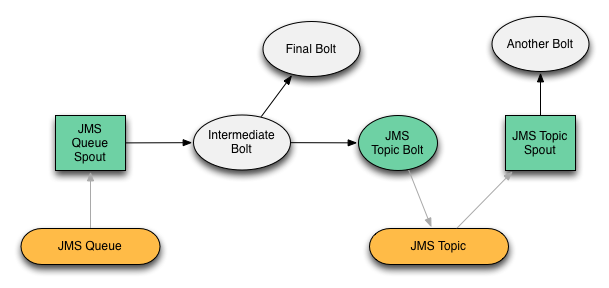 Final Bolt
Another Bolt
JMS
Queue
Spout
Intermediate
Bolt
JMS
Topic Bolt
JMS Topic
Spout
JMS Queue
JMS Topic